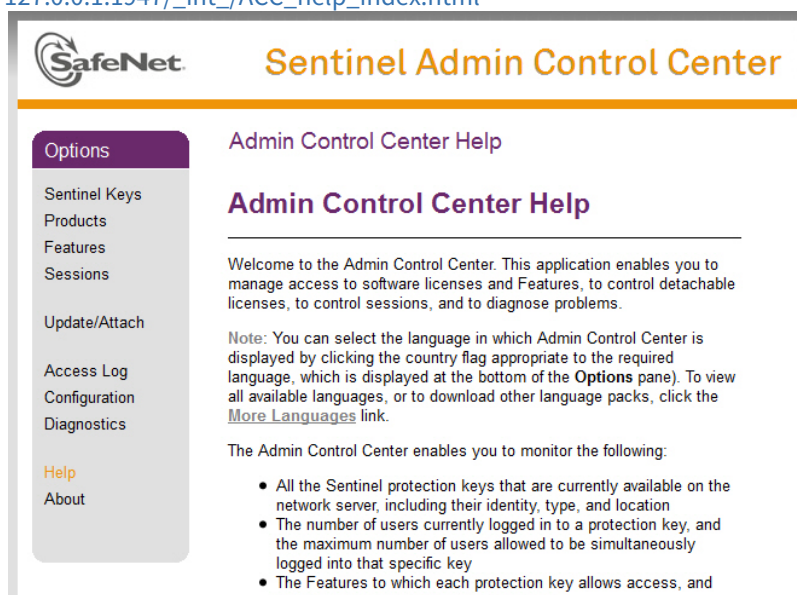 127.0.0.1:1947/_int_/ACC_help_index.html
SafeNet.
Sentinel Admin Control Center
Options
Sentinel Keys
Products
Features
Sessions
Update/Attach
Access Log
Configuration
Diagnostics
Help
About
Admin Control Center Help
Admin Control Center Help
Welcome to the Admin Control Center. This application enables you to
manage access to software licenses and Features, to control detachable
licenses, to control sessions, and to diagnose problems.
Note: You can select the language in which Admin Control Center is
displayed by clicking the country flag appropriate to the required
language, which is displayed at the bottom of the Options pane). To view
all available languages, or to download other language packs, click the
More Languages link.
The Admin Control Center enables you to monitor the following:
• All the Sentinel protection keys that are currently available on the
network server, including their identity, type, and location
• The number of users currently logged in to a protection key, and
the maximum number of users allowed to be simultaneously
logged into that specific key
• The Features to which each protection key allows access, and